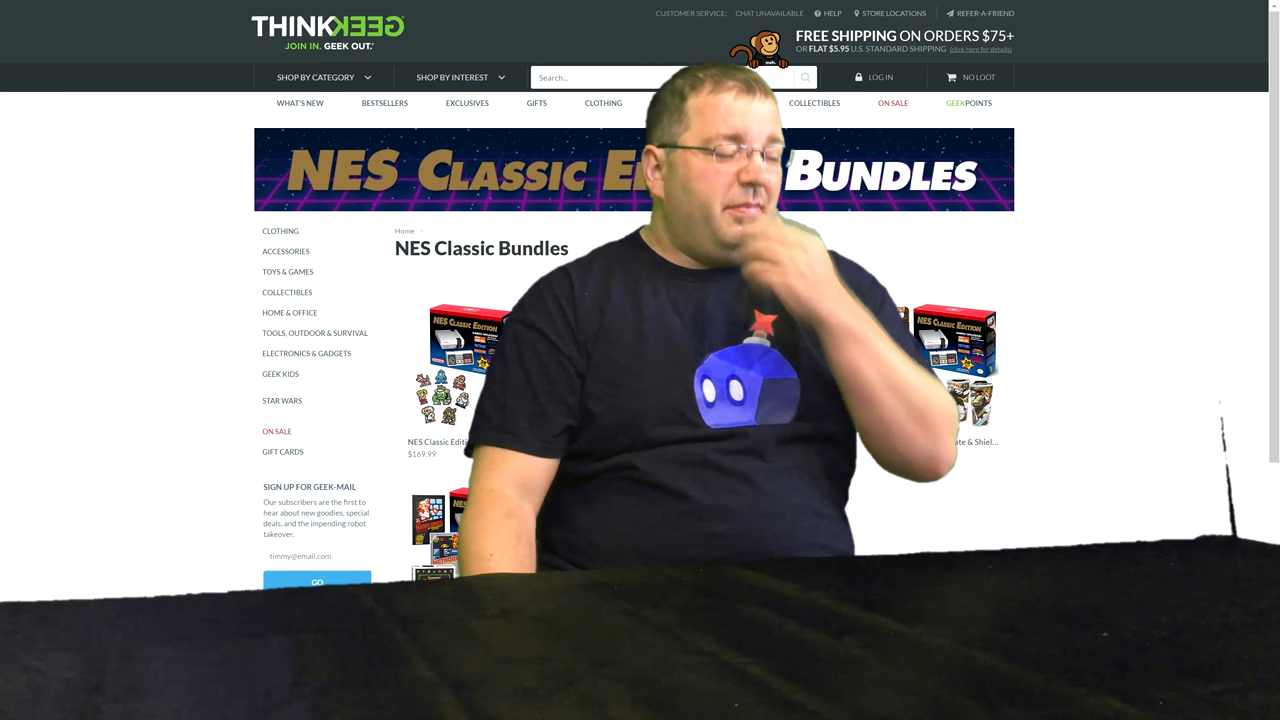 THINKGEEK
JOIN IN. GEEK OUT.
CUSTOMER SERVICE: CHAT UNAVAILABLE HELP STORE LOCATIONS REFER-A-FRIEND
FREE SHIPPING ON ORDERS $75+
OR FLAT $5.95 U.S. STANDARD SHIPPING (click here for details)
SHOP BY CATEGORY SHOP BY INTEREST Search... LOG IN NO LOOT
WHAT'S NEW BESTSELLERS EXCLUSIVES GIFTS CLOTHING COLLECTIBLES ON SALE GEEKPOINTS
NES CLASSIC E BUNDLES
CLOTHING
ACCESSORIES
TOYS & GAMES
COLLECTIBLES
HOME & OFFICE
TOOLS, OUTDOOR & SURVIVAL
ELECTRONICS & GADGETS
GEEK KIDS
STAR WARS
ON SALE
GIFT CARDS
SIGN UP FOR GEEK-MAIL
Our subscribers are the first to
hear about new goodies, special
deals, and the impending robot
takeover.
timmy@email.com
GO
Home
NES Classic Bundles
NES CLASSIC EDITION
NES CLASSIC EDITION
NES Classic Editi
$169.99
ate & Shiel...